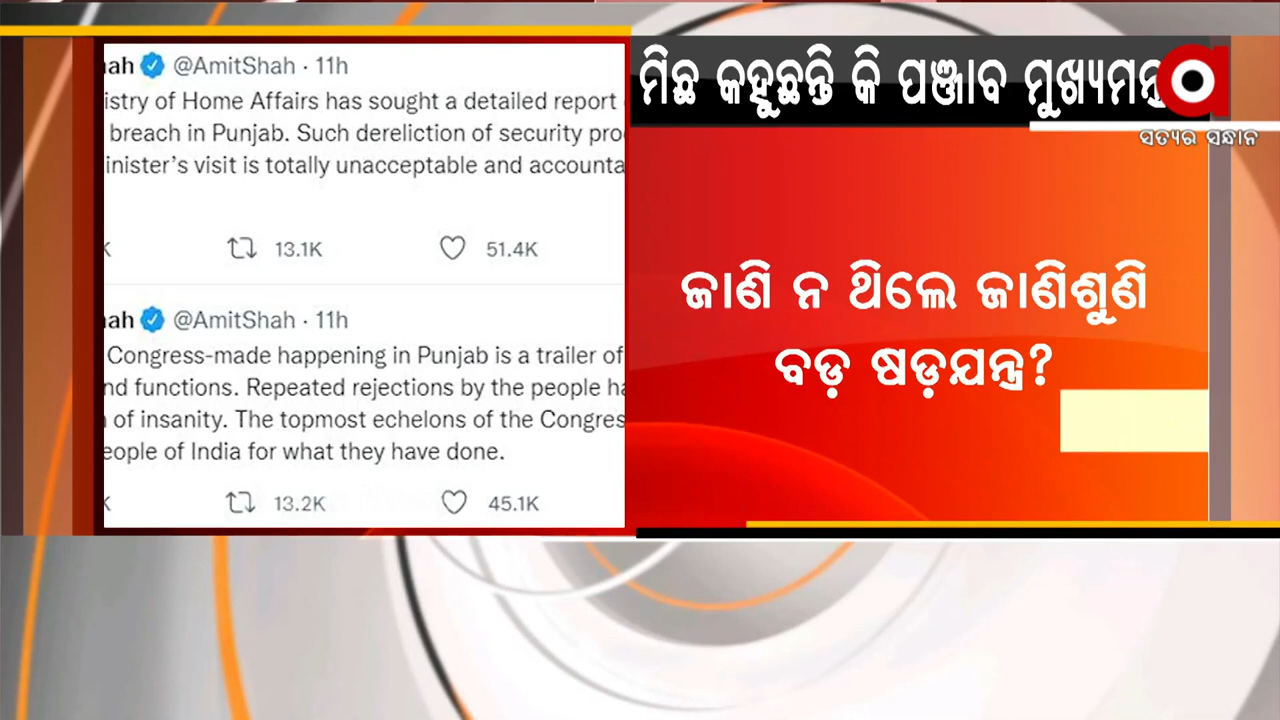 @AmitShah · 11h
istry of Home Affairs has sought a detailed report
breach in Punjab. Such dereliction of security pro
inister's visit is totally unacceptable and accounta
13.1K 51.4K
@AmitShah · 11h
Congress-made happening in Punjab is a trailer of
nd functions. Repeated rejections by the people ha
of insanity. The topmost echelons of the Congres
eople of India for what they have done.
13.2K 45.1K
ମିଛ କହୁଛନ୍ତି କି ପଞ୍ଜାବ ମୁଖ୍ୟମନ୍ତ
ସତ୍ୟର ସନ୍ଧାନ
ଜାଣି ନ ଥିଲେ ଜାଣିଶୁଣି
ବଡ଼ ଷଡ଼ଯନ୍ତ୍ର?